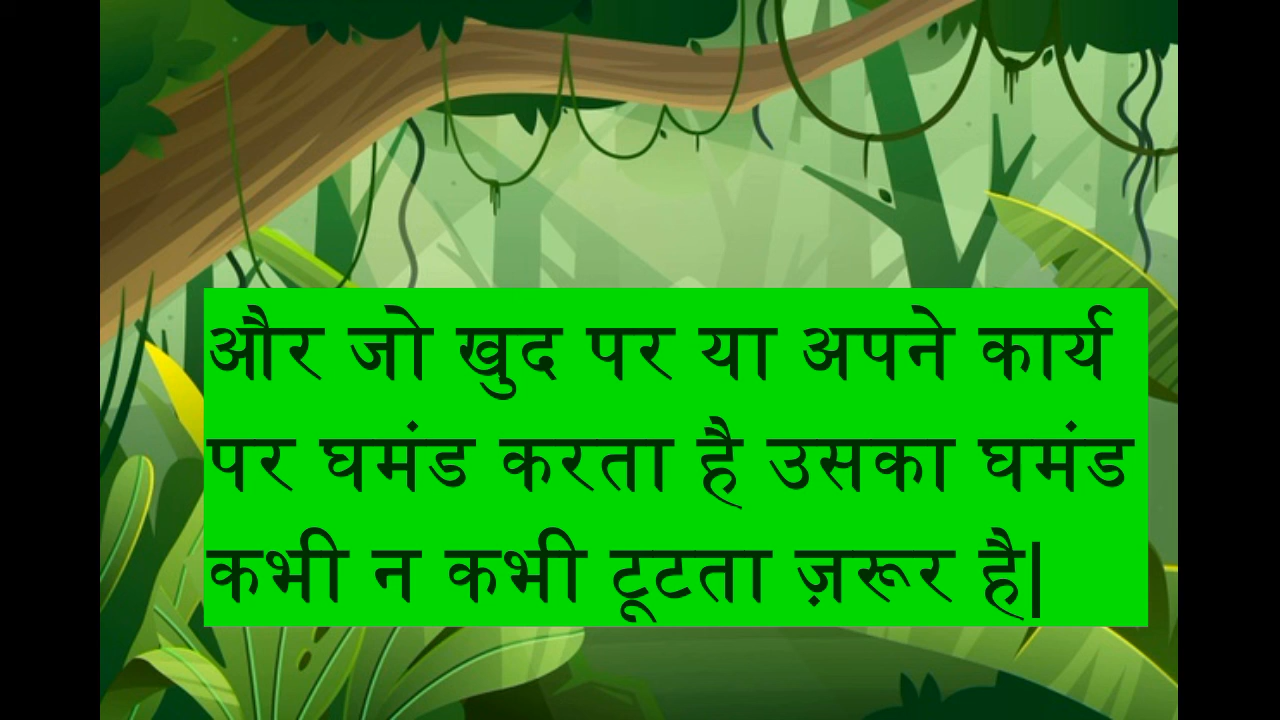 और जो खुद पर या अपने कार्य
पर घमंड करता है उसका घमंड
कभी न कभी टूटता ज़रूर है|